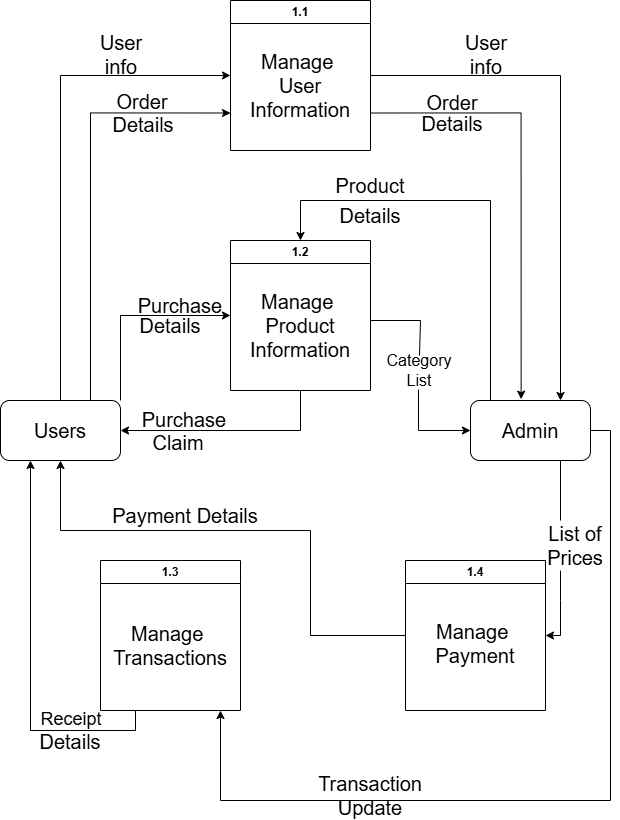 1.1
Manage
User
Information
User
info
Order
Details
User
info
Order
Details
Product
Details
1.2
Manage
Product
Information
Purchase
Details
Category
List
Purchase
Claim
Users
Admin
Payment Details
List of
Prices
1.3
Manage
Transactions
1.4
Manage
Payment
Receipt
Details
Transaction
Update